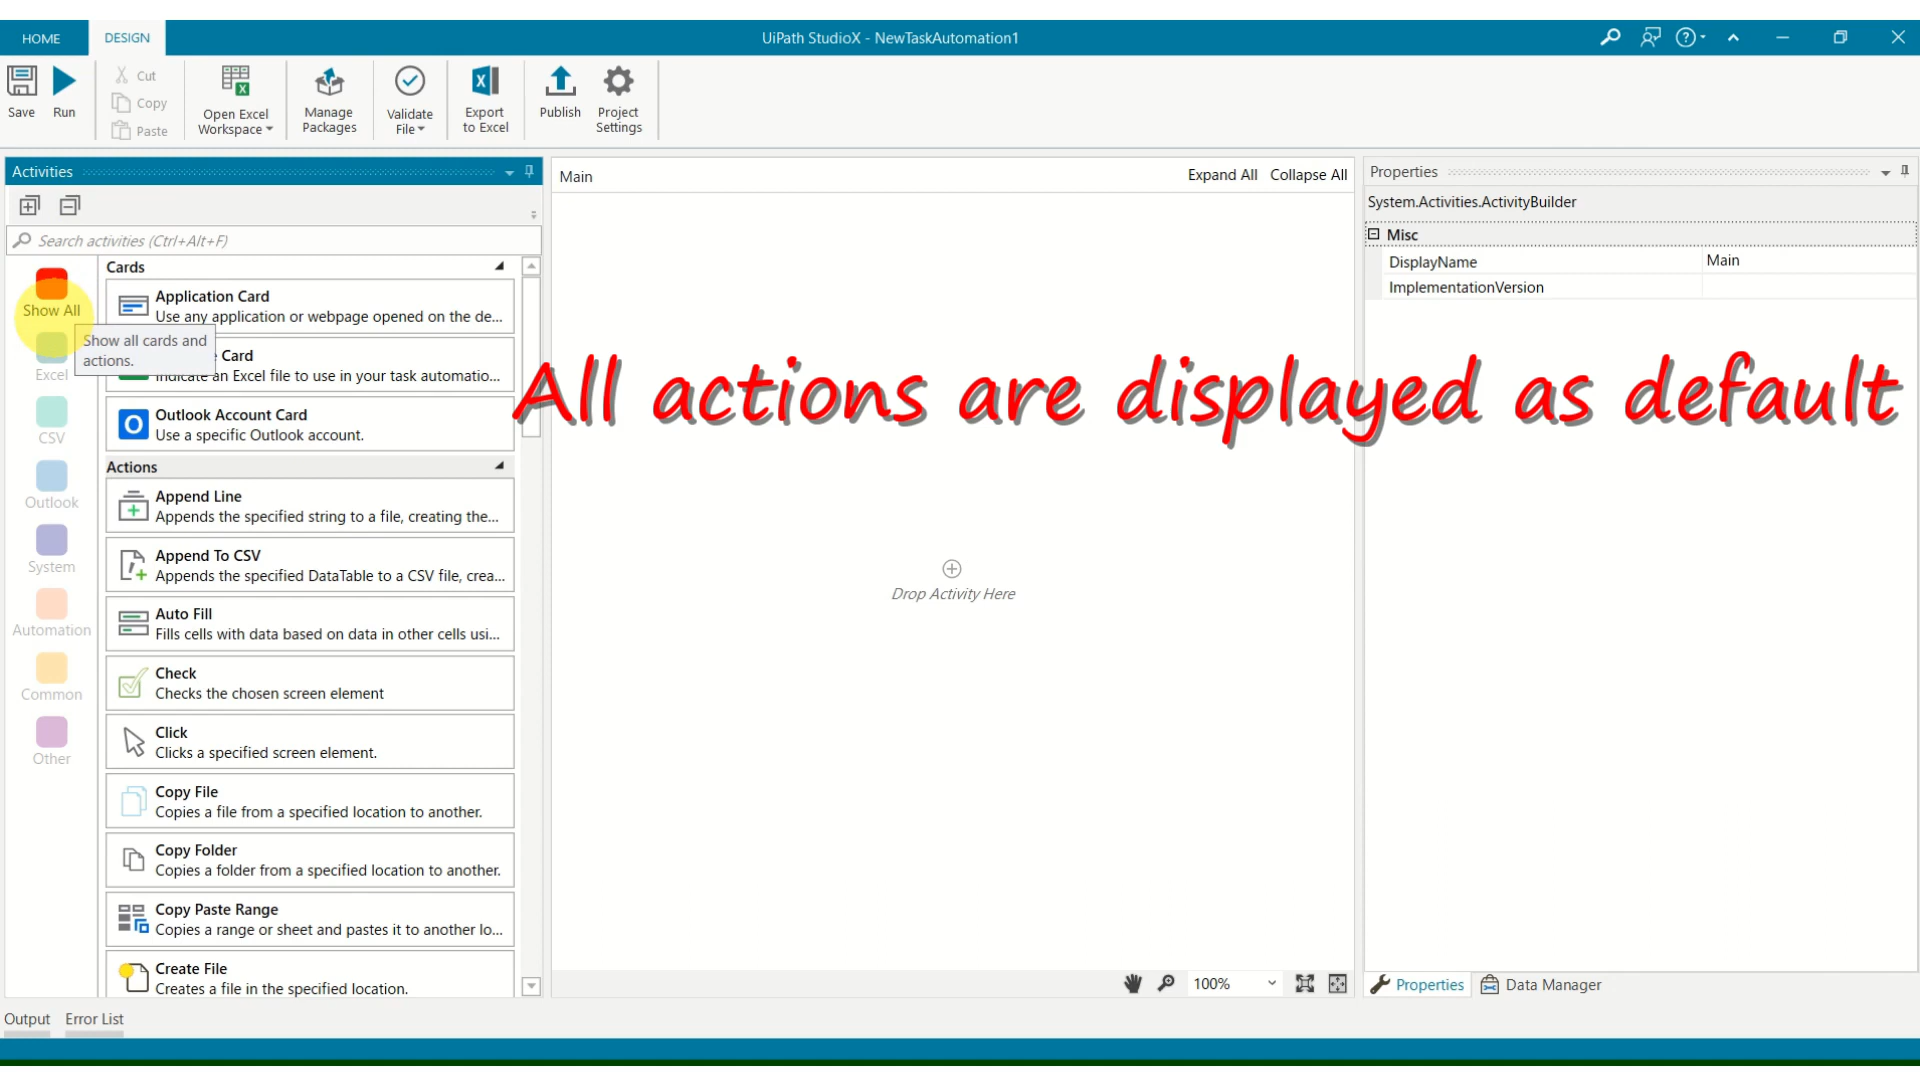 HOME
DESIGN
UiPath StudioX - NewTaskAutomation1
Save
Run
Cut
Copy
Paste
Open Excel
Workspace
Manage
Packages
Validate
File
Export
to Excel
Publish
Project
Settings
Activities
Search activities (Ctrl+Alt+F)
Show All
Excel
CSV
Outlook
System
Automation
Common
Other
Show all cards and
actions.
Cards
Application Card
Use any application or webpage opened on the de...
Card
Indicate an Excel file to use in your task automatio...
Outlook Account Card
Use a specific Outlook account.
Actions
Append Line
Appends the specified string to a file, creating the...
Append To CSV
Appends the specified DataTable to a CSV file, crea...
Auto Fill
Fills cells with data based on data in other cells usi...
Check
Checks the chosen screen element
Click
Clicks a specified screen element.
Copy File
Copies a file from a specified location to another.
Copy Folder
Copies a folder from a specified location to another.
Copy Paste Range
Copies a range or sheet and pastes it to another lo...
Create File
Creates a file in the specified location.
Main
Expand All
Collapse All
All actions are displayed as default
Drop Activity Here
100%
Properties
System.Activities.ActivityBuilder
Misc
DisplayName
Main
ImplementationVersion
Properties
Data Manager
Output
Error List